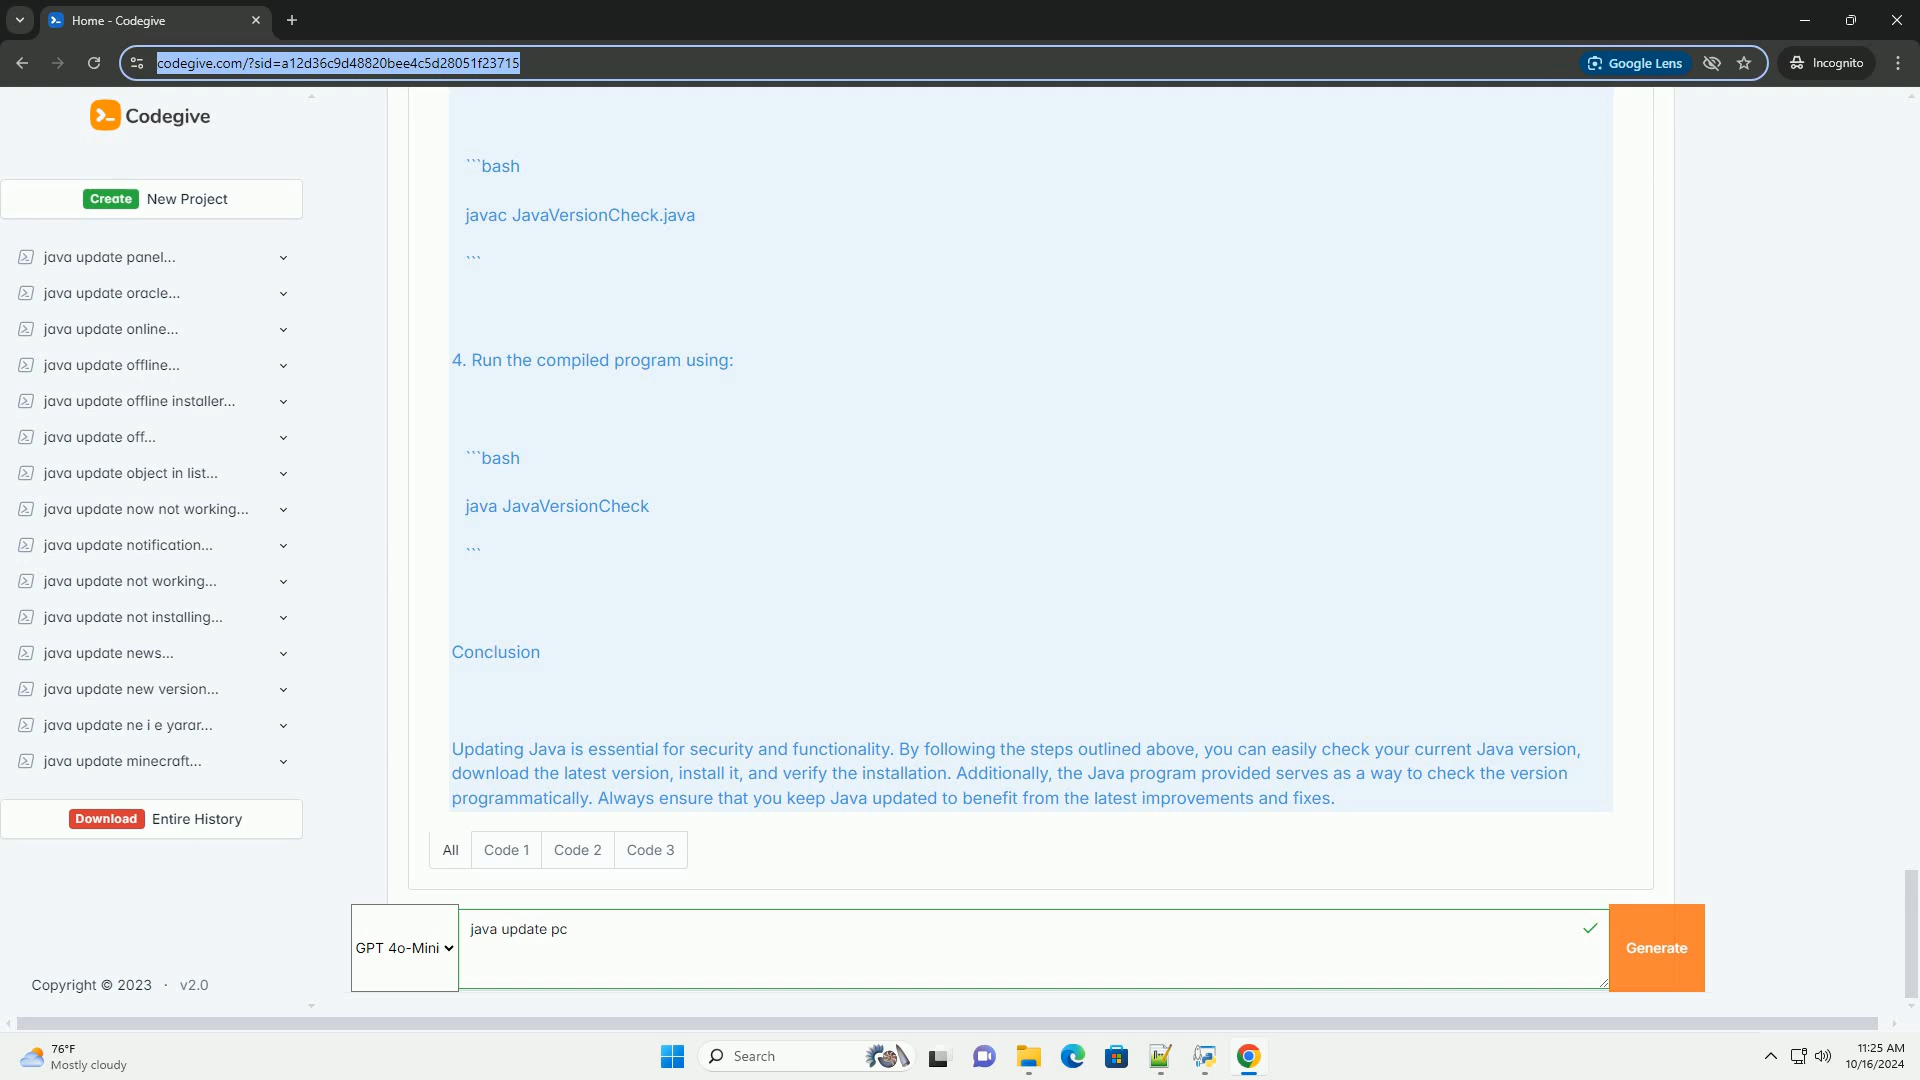 Home - Codegive
codegive.com/?sid=a12d36c9d48820bee4c5d28051f23715
Google Lens
Incognito
Codegive
Create New Project
java update panel...
java update oracle...
java update online...
java update offline...
java update offline installer...
java update off...
java update object in list...
java update now not working...
java update notification...
java update not working...
java update not installing...
java update news...
java update new version...
java update ne i e yarar...
java update minecraft...
Download Entire History
Copyright © 2023 · v2.0
```bash
javac JavaVersionCheck.java
```
4. Run the compiled program using:
```bash
java JavaVersionCheck
```
Conclusion
Updating Java is essential for security and functionality. By following the steps outlined above, you can easily check your current Java version,
download the latest version, install it, and verify the installation. Additionally, the Java program provided serves as a way to check the version
programmatically. Always ensure that you keep Java updated to benefit from the latest improvements and fixes.
All Code 1 Code 2 Code 3
GPT 4o-Mini
java update pc
Generate
76°F
Mostly cloudy
Search
11:25 AM
10/16/2024